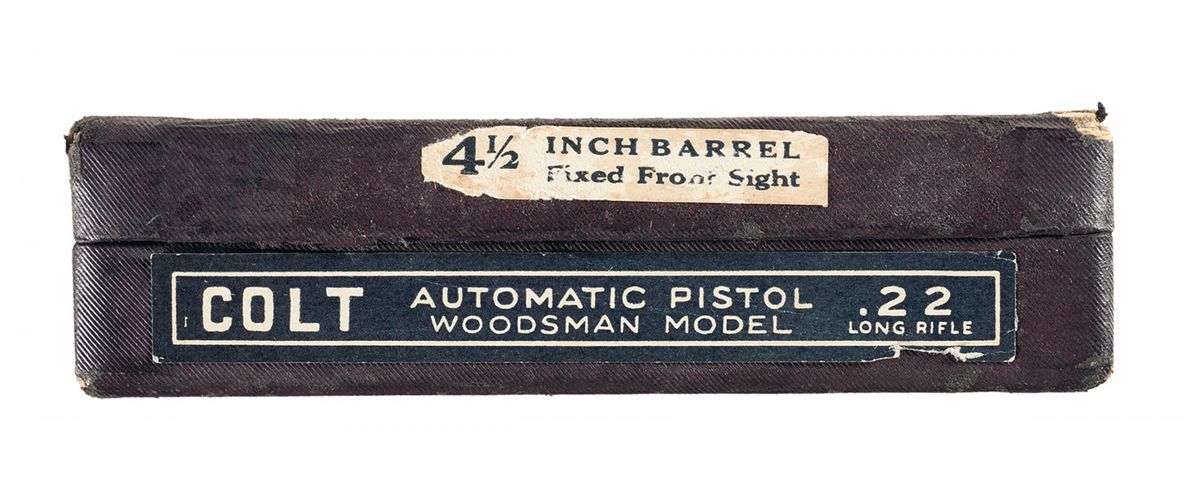 4½ INCH BARREL
Fixed Front Sight
COLT AUTOMATIC PISTOL .22
WOODSMAN MODEL LONG RIFLE